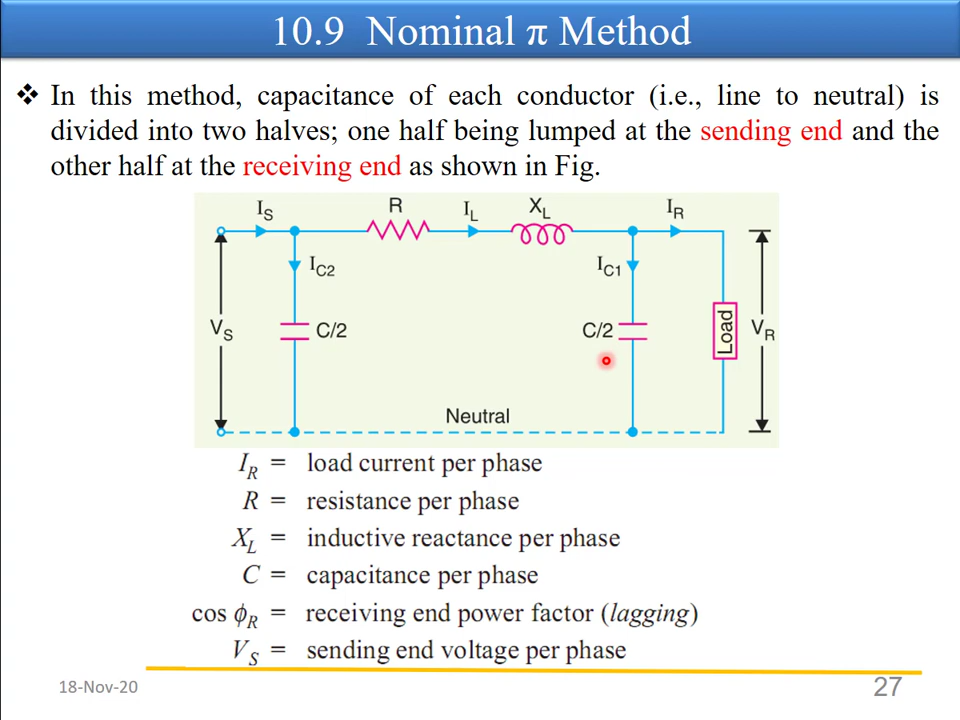 10.9 Nominal π Method
❖ In this method, capacitance of each conductor (i.e., line to neutral) is
divided into two halves; one half being lumped at the sending end and the
other half at the receiving end as shown in Fig.
I_S R I_L X_L I_R
I_C2 I_C1
V_S C/2 C/2 Load V_R
Neutral
I_R = load current per phase
R = resistance per phase
X_L = inductive reactance per phase
C = capacitance per phase
cos ϕ_R = receiving end power factor (lagging)
V_S = sending end voltage per phase
18-Nov-20 27